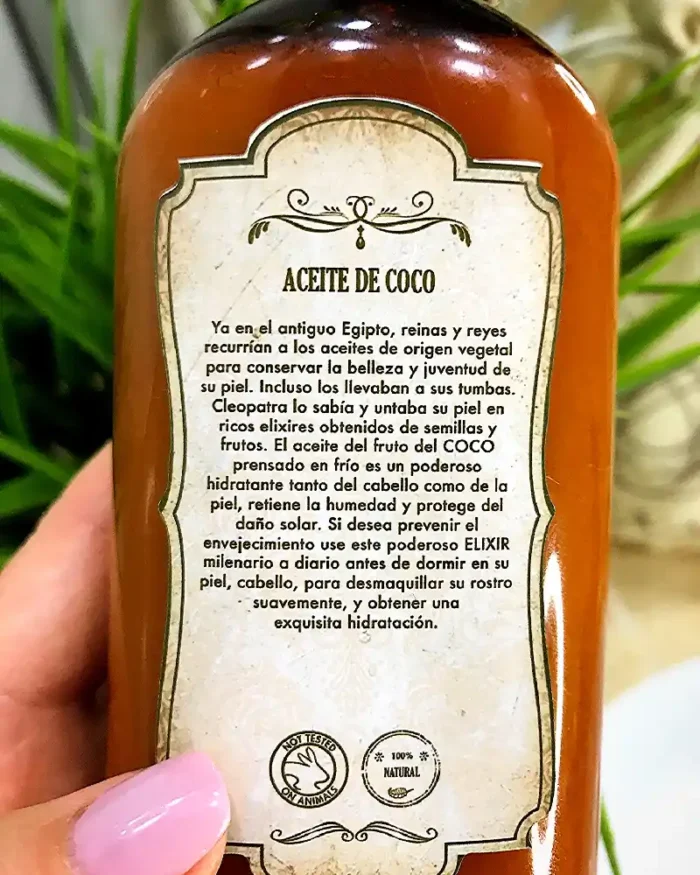 ACEITE DE COCO
Ya en el antiguo Egipto, reinas y reyes
recurrían a los aceites de origen vegetal
para conservar la belleza y juventud de
su piel. Incluso los llevaban a sus tumbas.
Cleopatra lo sabía y untaba su piel en
ricos elixires obtenidos de semillas y
frutos. El aceite del fruto del COCO
prensado en frío es un poderoso
hidratante tanto del cabello como de la
piel, retiene la humedad y protege del
daño solar. Si desea prevenir el
envejecimiento use este poderoso ELIXIR
milenario a diario antes de dormir en su
piel, cabello, para desmaquillar su rostro
suavemente, y obtener una
exquisita hidratación.
NOT TESTED
ON ANIMALS
100%
NATURAL